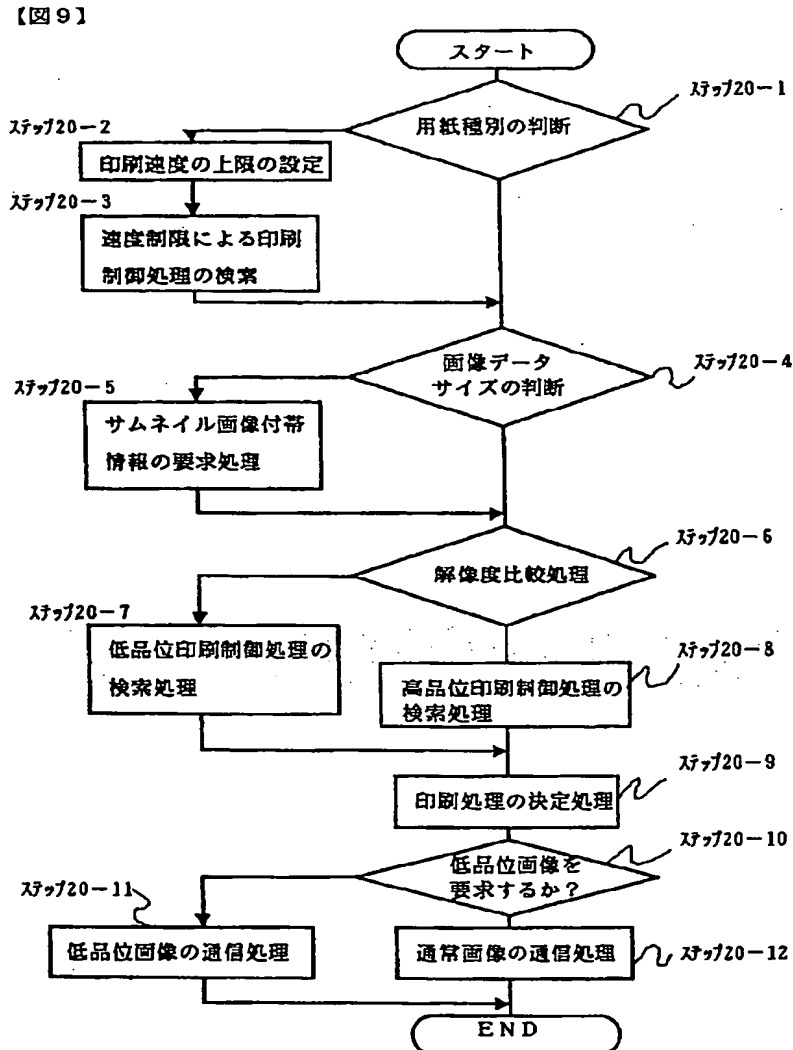 【図9】
スタート
ステップ20-1
用紙種別の判断
ステップ20-2
印刷速度の上限の設定
ステップ20-3
速度制限による印刷
制御処理の検索
画像データ
サイズの判断
ステップ20-4
ステップ20-5
サムネイル画像付帯
情報の要求処理
ステップ20-6
解像度比較処理
ステップ20-7
低品位印刷制御処理の
検索処理
ステップ20-8
高品位印刷制御処理の
検索処理
ステップ20-9
印刷処理の決定処理
ステップ20-10
低品位画像を
要求するか?
ステップ20-11
低品位画像の通信処理
通常画像の通信処理
ステップ20-12
END